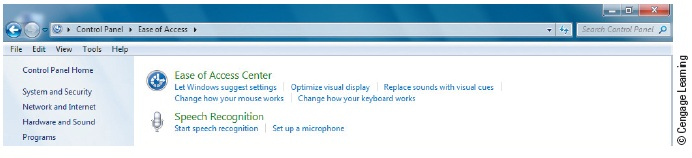 Control Panel ▸ Ease of Access ▸
Search Control Panel
File Edit View Tools Help
Control Panel Home
System and Security
Network and Internet
Hardware and Sound
Programs
Ease of Access Center
Let Windows suggest settings | Optimize visual display | Replace sounds with visual cues
Change how your mouse works | Change how your keyboard works
Speech Recognition
Start speech recognition | Set up a microphone
© Cengage Learning